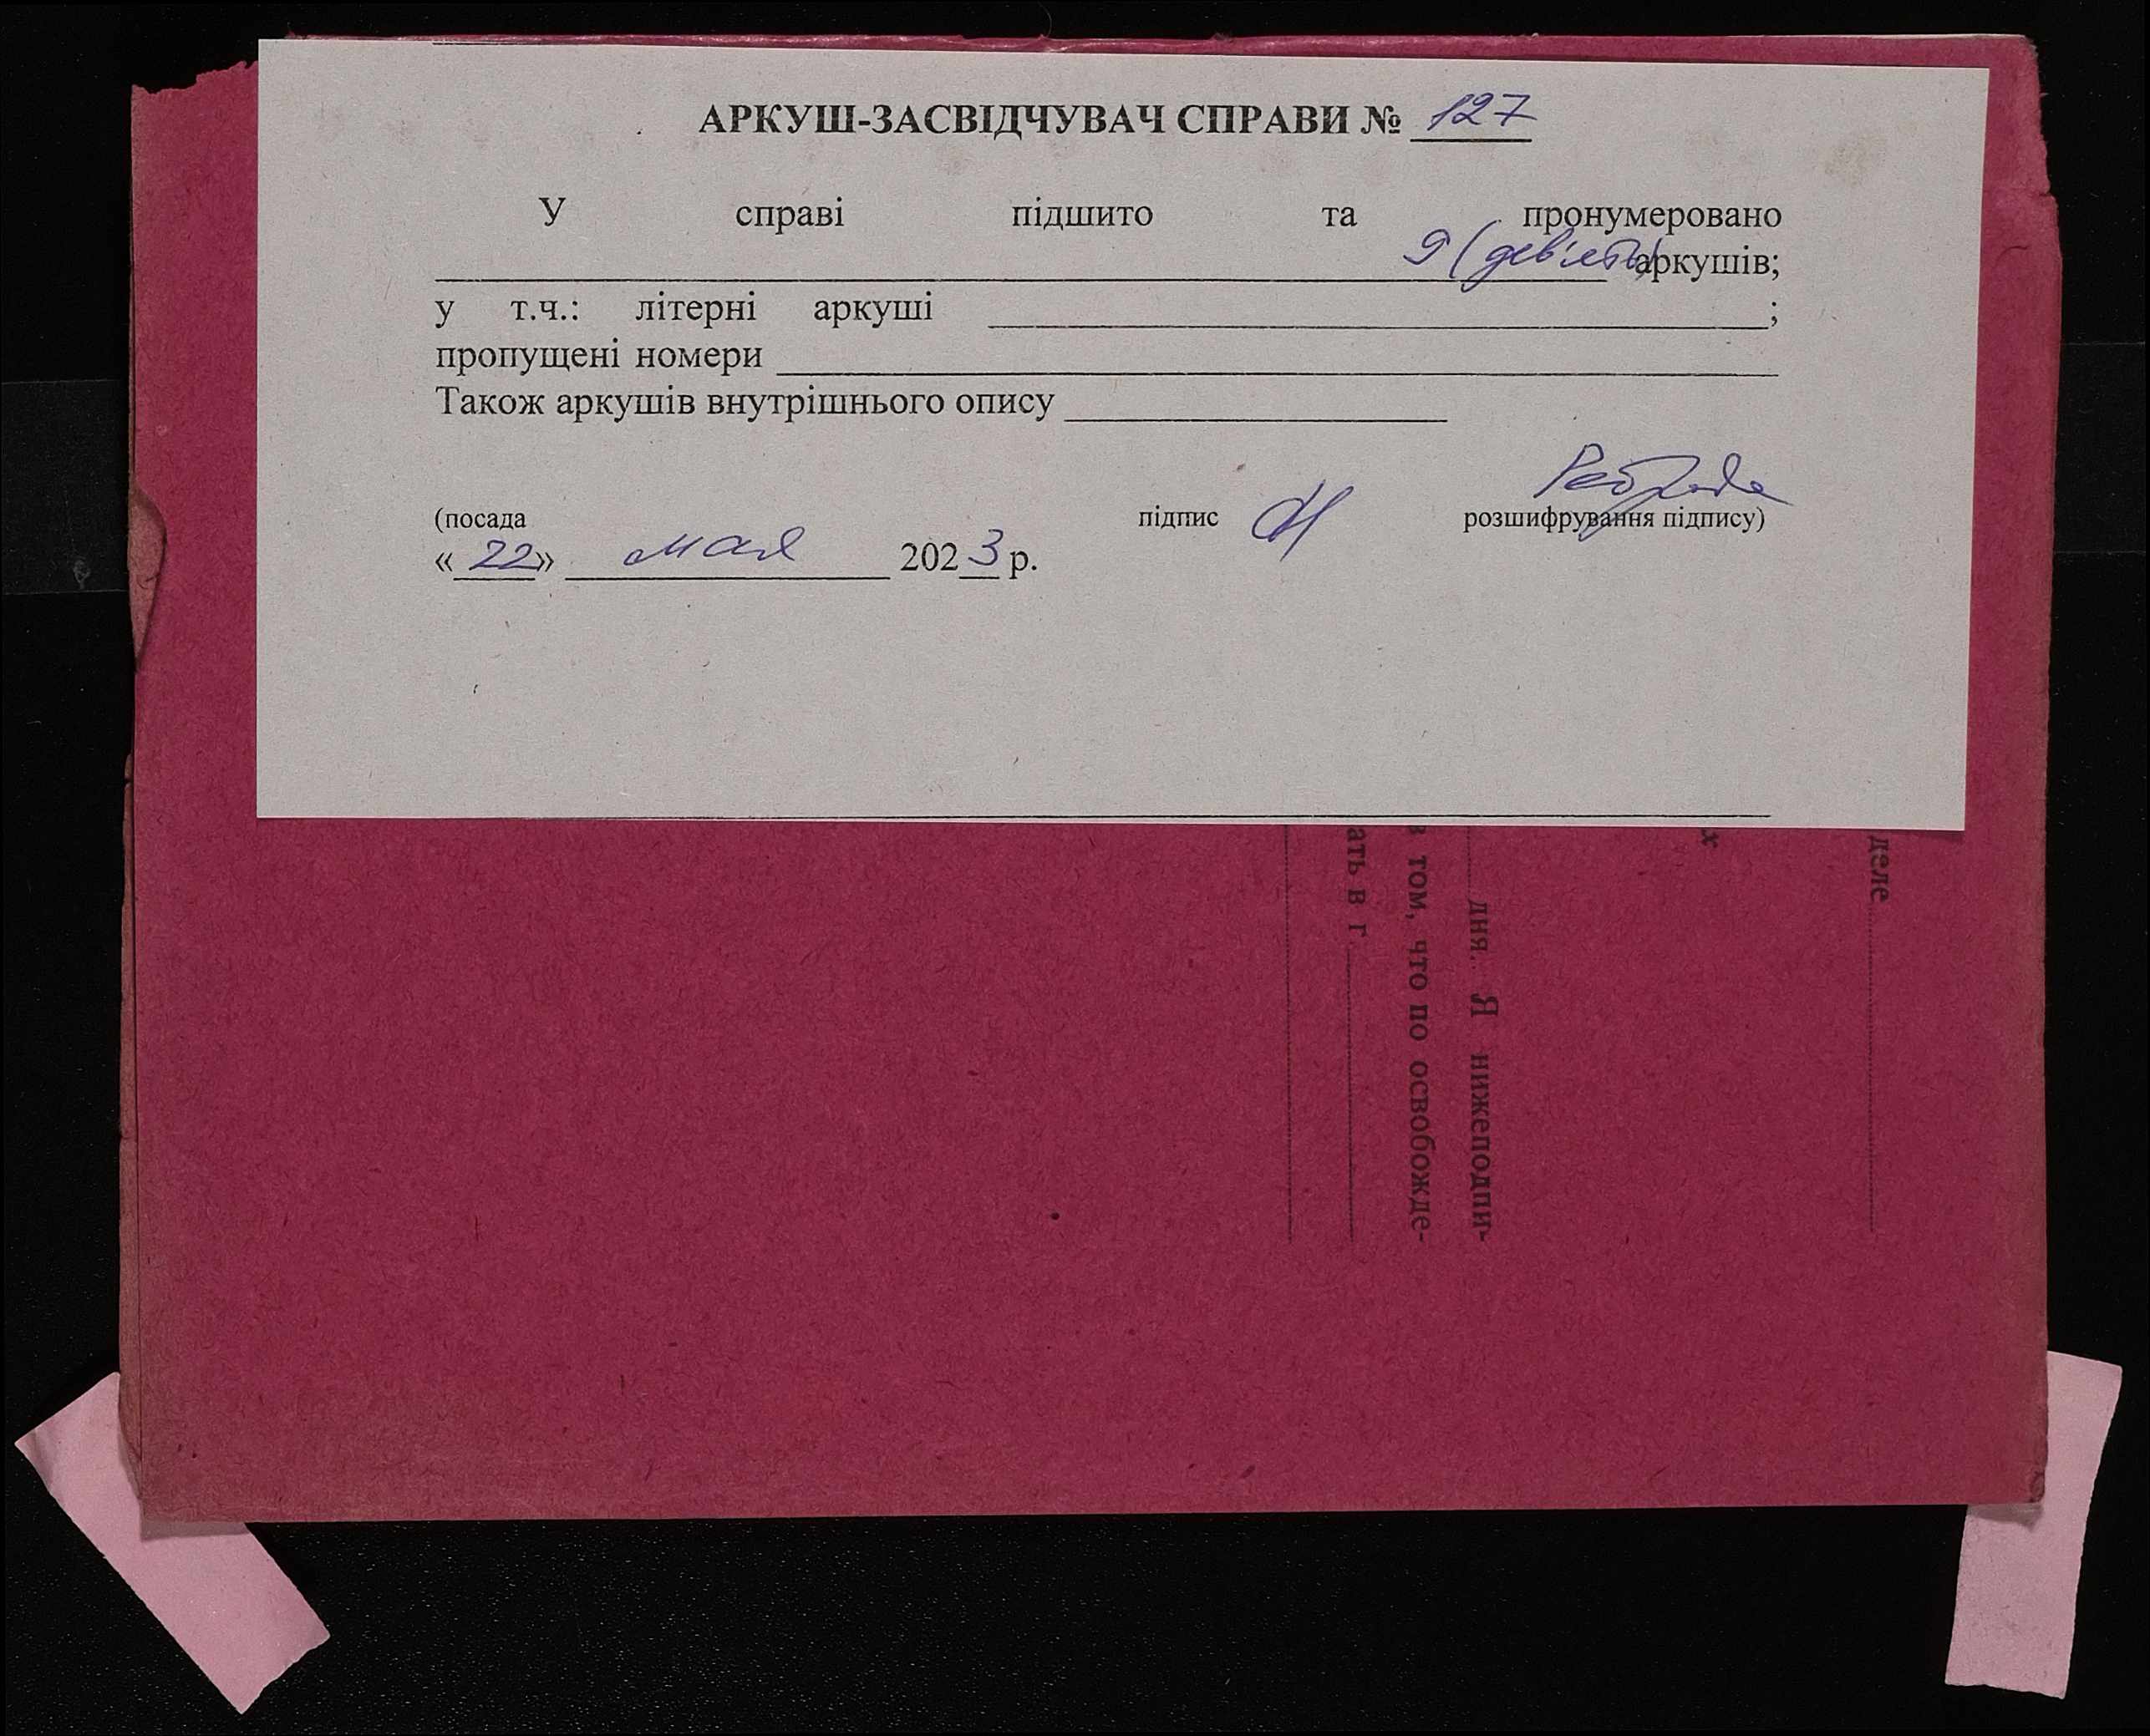 АРКУШ-ЗАСВІДЧУВАЧ СПРАВИ № 127
У справі підшито та пронумеровано
9 (дев'ять) аркушів;
у т.ч.: літерні аркуші ;
пропущені номери
Також аркушів внутрішнього опису
(посада підпис розшифрування підпису)
«22» мая 2023 р.
деле
х
дня. Я нижеподпи-
в том, что по освобожде-
ать в г.